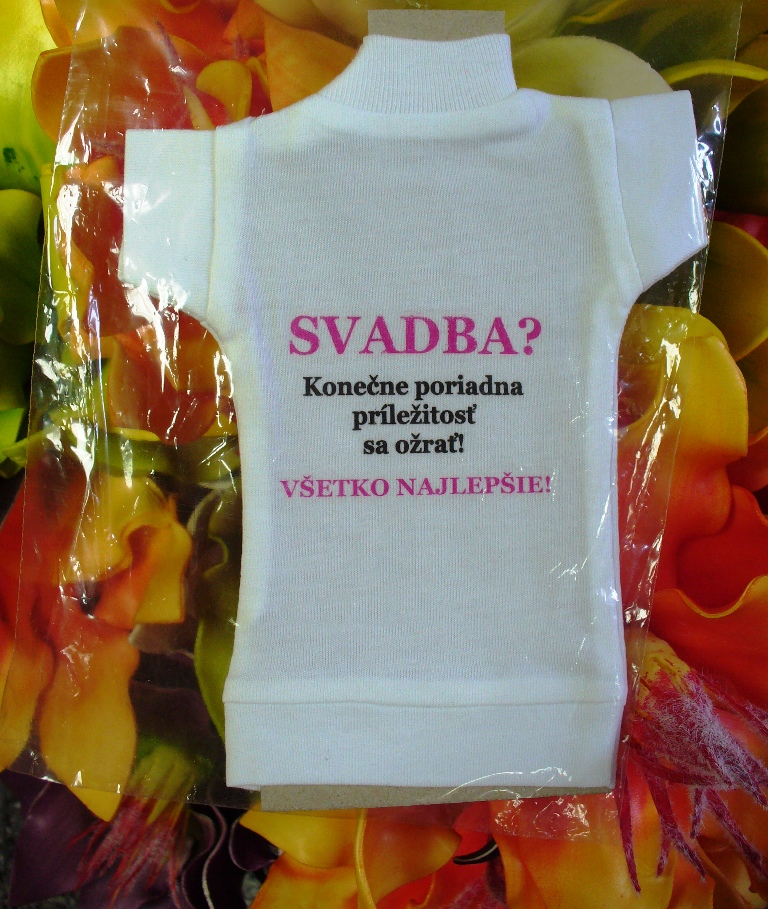 SVADBA?
Konečne poriadna
príležitosť
sa ožrať!
VŠETKO NAJLEPŠIE!